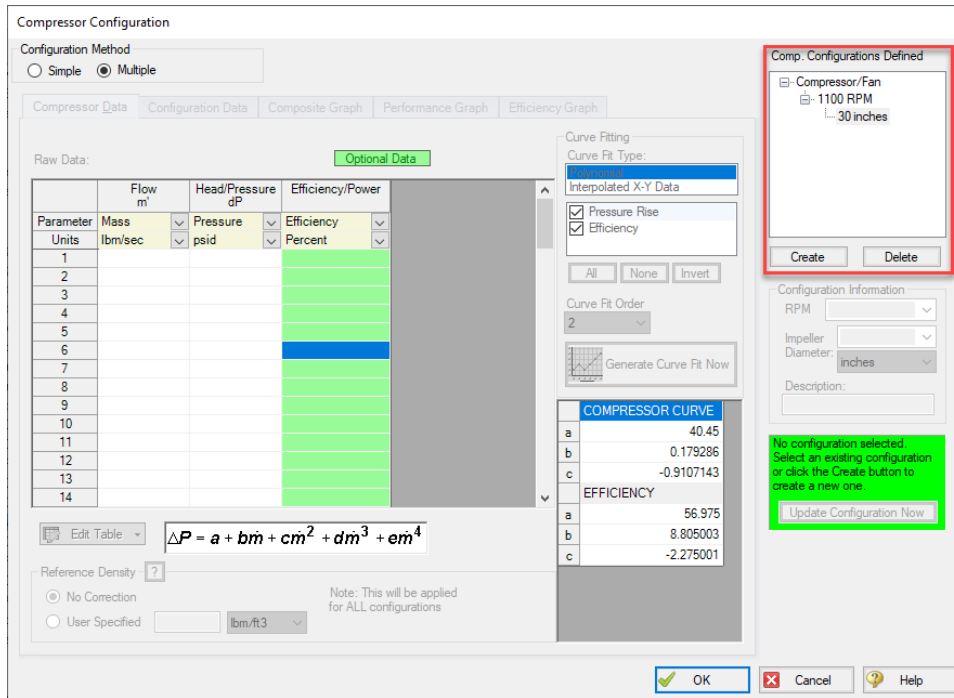 Compressor Configuration
Configuration Method
Simple Multiple
Comp. Configurations Defined
Compressor/Fan
1100 RPM
30 inches
Create Delete
Compressor Data Configuration Data Composite Graph Performance Graph Efficiency Graph
Raw Data: Optional Data
Flow Head/Pressure Efficiency/Power
m' dP
Parameter Mass Pressure Efficiency
Units lbm/sec psid Percent
1
2
3
4
5
6
7
8
9
10
11
12
13
14
Curve Fitting
Curve Fit Type:
Polynomial
Interpolated X-Y Data
Pressure Rise
Efficiency
All None Invert
Curve Fit Order
2
Generate Curve Fit Now
COMPRESSOR CURVE
a 40.45
b 0.179286
c -0.9107143
EFFICIENCY
a 56.975
b 8.805003
c -2.275001
Configuration Information
RPM
Impeller
Diameter: inches
Description:
No configuration selected.
Select an existing configuration
or click the Create button to
create a new one.
Update Configuration Now
Edit Table
ΔP = a + bṁ + cṁ² + dṁ³ + eṁ⁴
Reference Density ?
No Correction
User Specified lbm/ft3
Note: This will be applied
for ALL configurations
OK Cancel Help